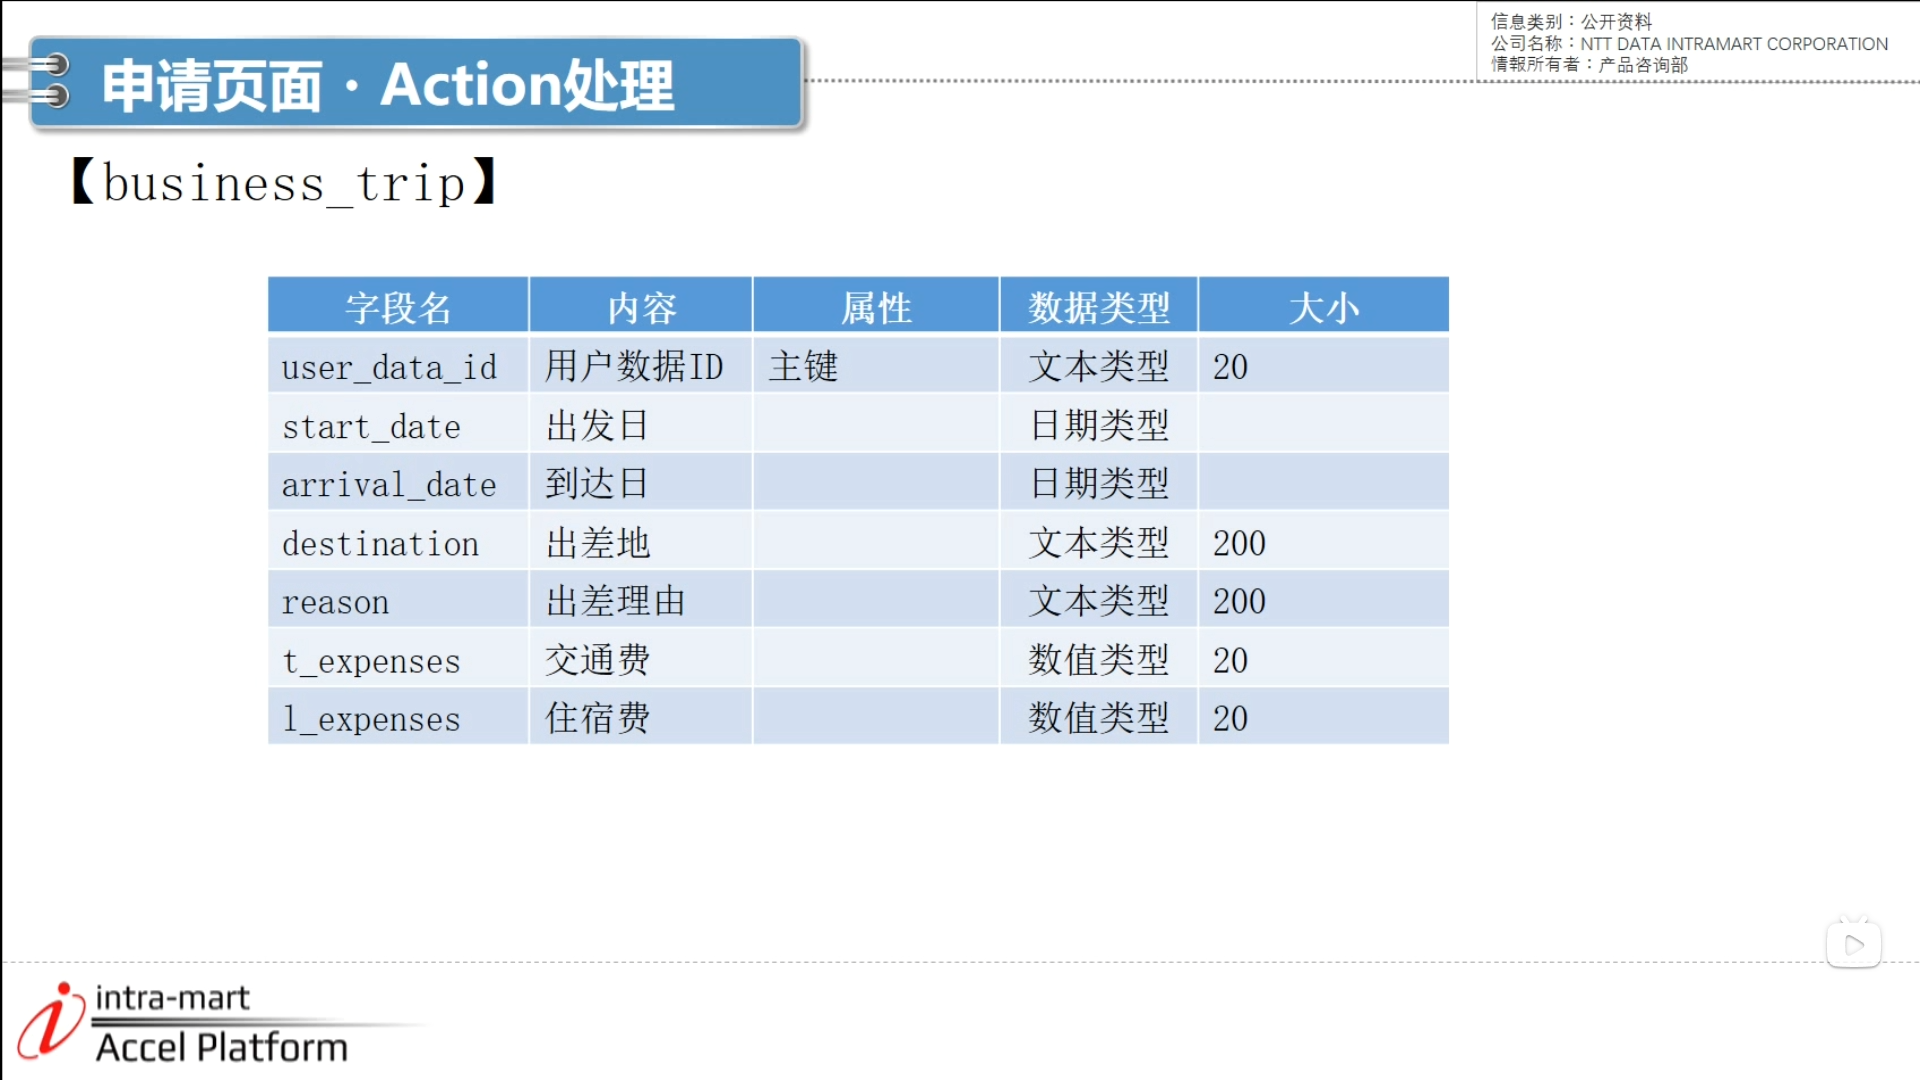 信息类别：公开资料
公司名称：NTT DATA INTRAMART CORPORATION
情報所有者：产品咨询部
申请页面·Action处理
【business_trip】
字段名 内容 属性 数据类型 大小
user_data_id 用户数据ID 主键 文本类型 20
start_date 出发日 日期类型
arrival_date 到达日 日期类型
destination 出差地 文本类型 200
reason 出差理由 文本类型 200
t_expenses 交通费 数值类型 20
l_expenses 住宿费 数值类型 20
intra-mart
Accel Platform